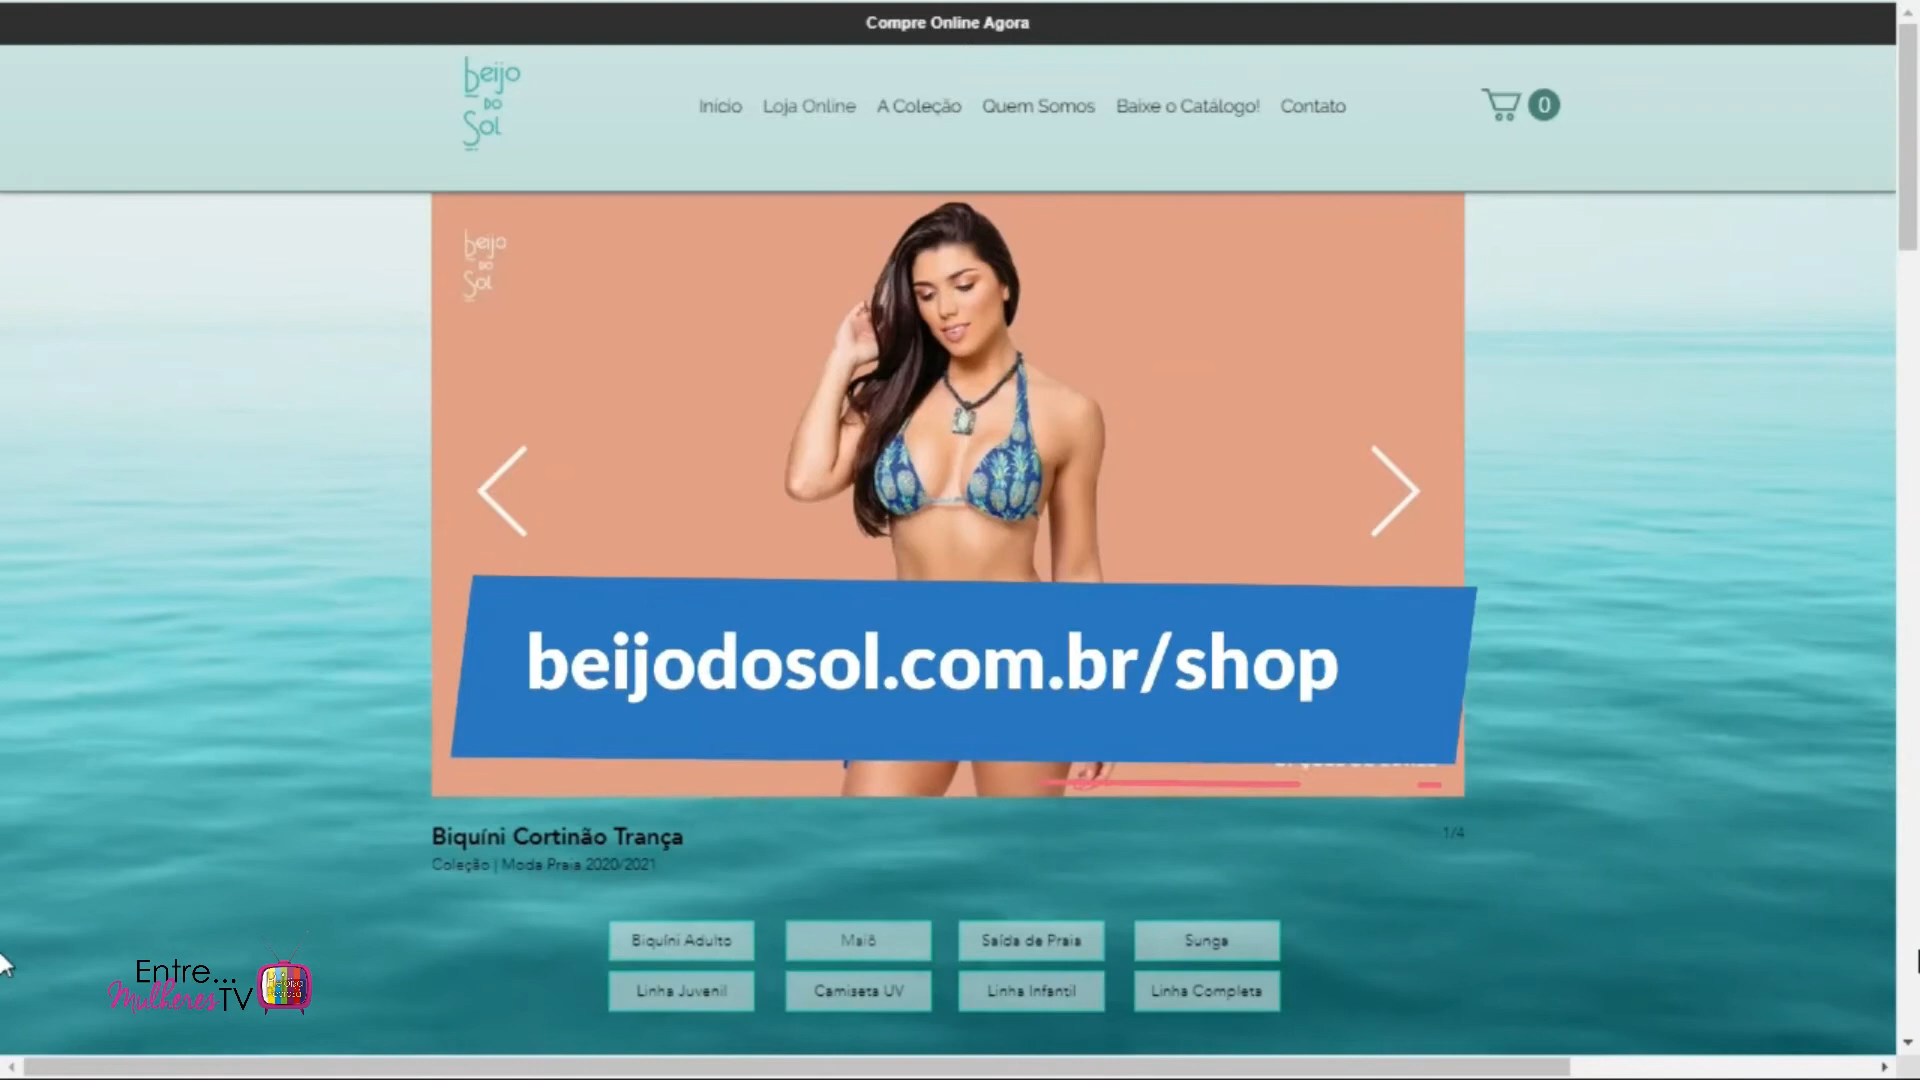 Compre Online Agora
beijo
DO
Sol
Início
Loja Online
A Coleção
Quem Somos
Baixe o Catálogo!
Contato
0
beijo
DO
Sol
beijodosol.com.br/shop
Biquíni Cortinão Trança
1/4
Coleção | Moda Praia 2020/2021
Biquíni Adulto
Maiô
Saída de Praia
Sunga
Linha Juvenil
Camiseta UV
Linha Infantil
Linha Completa
Entre...
Mulheres TV